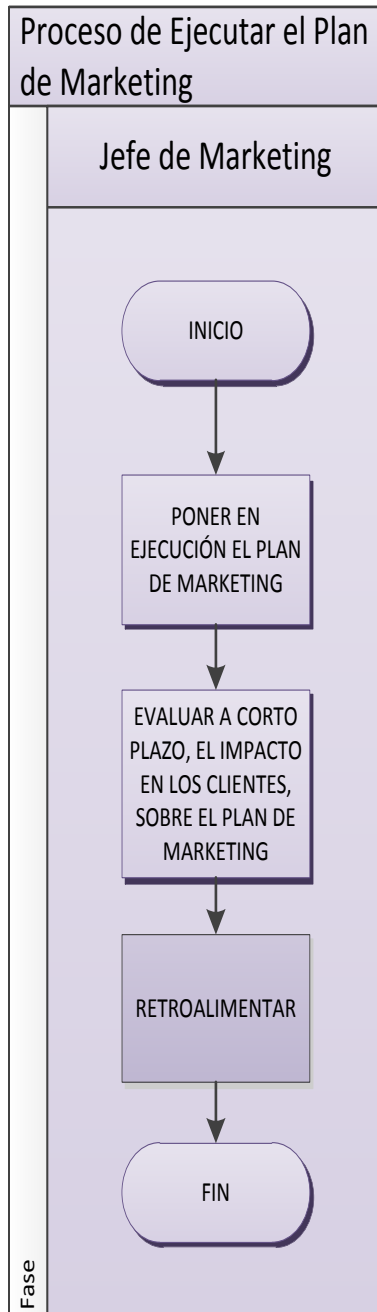 Proceso de Ejecutar el Plan
de Marketing
Jefe de Marketing
INICIO
PONER EN
EJECUCIÓN EL PLAN
DE MARKETING
EVALUAR A CORTO
PLAZO, EL IMPACTO
EN LOS CLIENTES,
SOBRE EL PLAN DE
MARKETING
RETROALIMENTAR
FIN
Fase